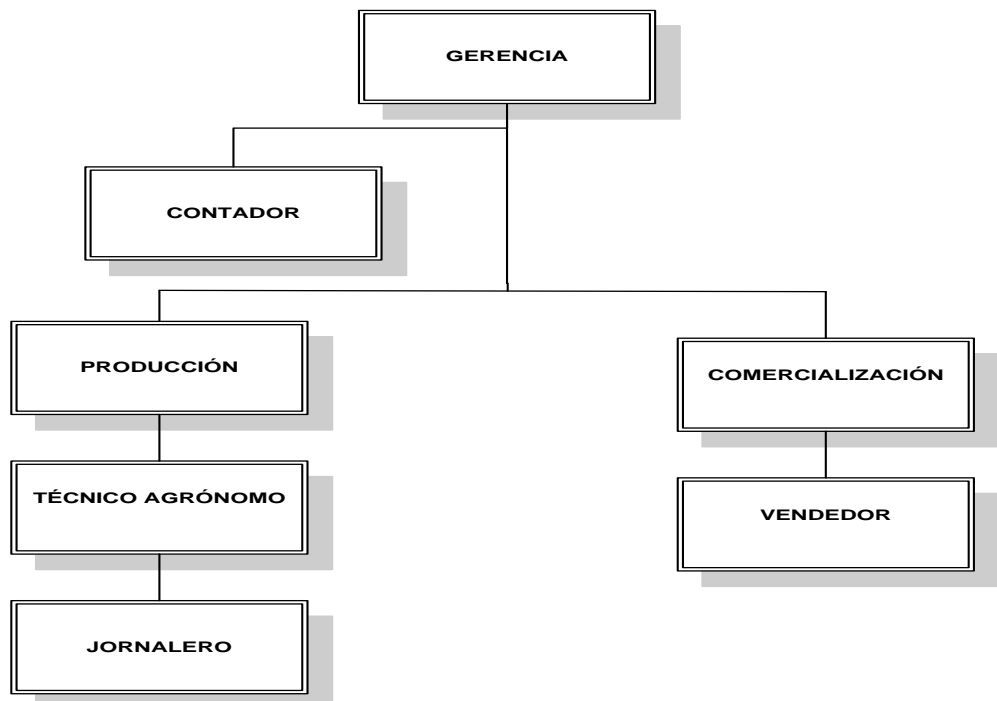 GERENCIA
CONTADOR
PRODUCCIÓN
COMERCIALIZACIÓN
TÉCNICO AGRÓNOMO
VENDEDOR
JORNALERO